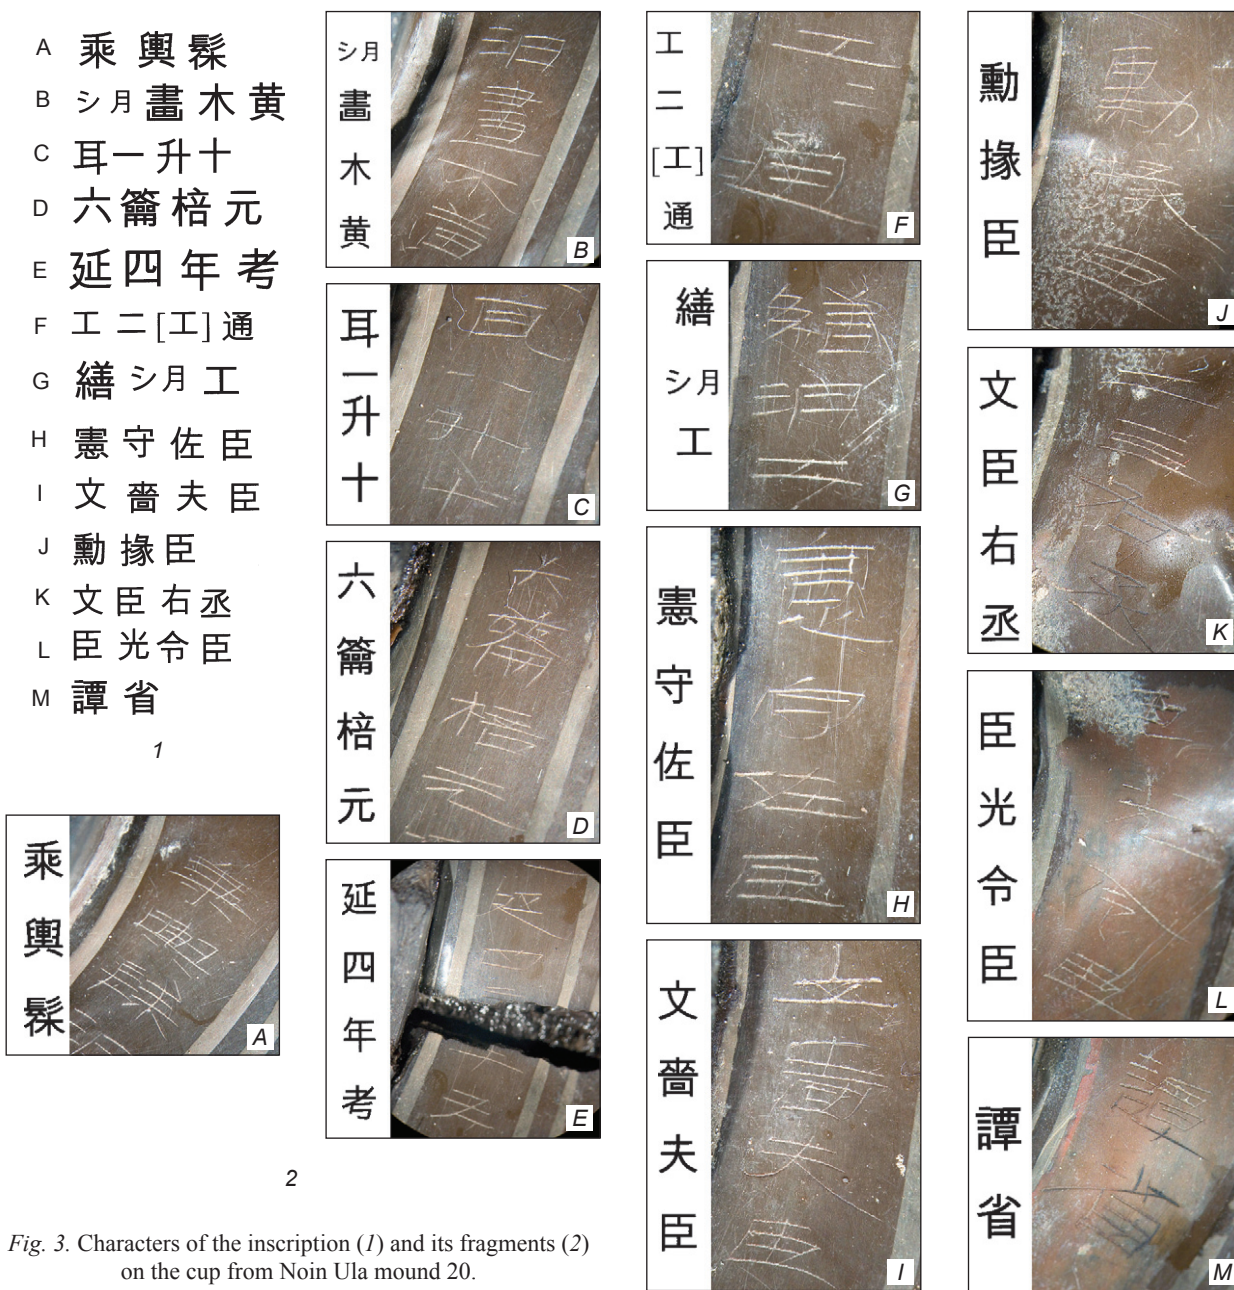 A 乘輿髹
B シ月畫木黄
C 耳一升十
D 六籥棓元
E 延四年考
F 工二[工]通
G 繕シ月工
H 憲守佐臣
I 文嗇夫臣
J 勳掾臣
K 文臣右丞
L 臣光令臣
M 譚省
1
乘
輿
髹
A
2
シ月
畫
木
黄
B
耳
一
升
十
C
六
籥
棓
元
D
延
四
年
考
E
工
二
[工]
通
F
繕
シ月
工
G
憲
守
佐
臣
H
文
嗇
夫
臣
I
勳
掾
臣
J
文
臣
右
丞
K
臣
光
令
臣
L
譚
省
M
Fig. 3. Characters of the inscription (1) and its fragments (2)
on the cup from Noin Ula mound 20.